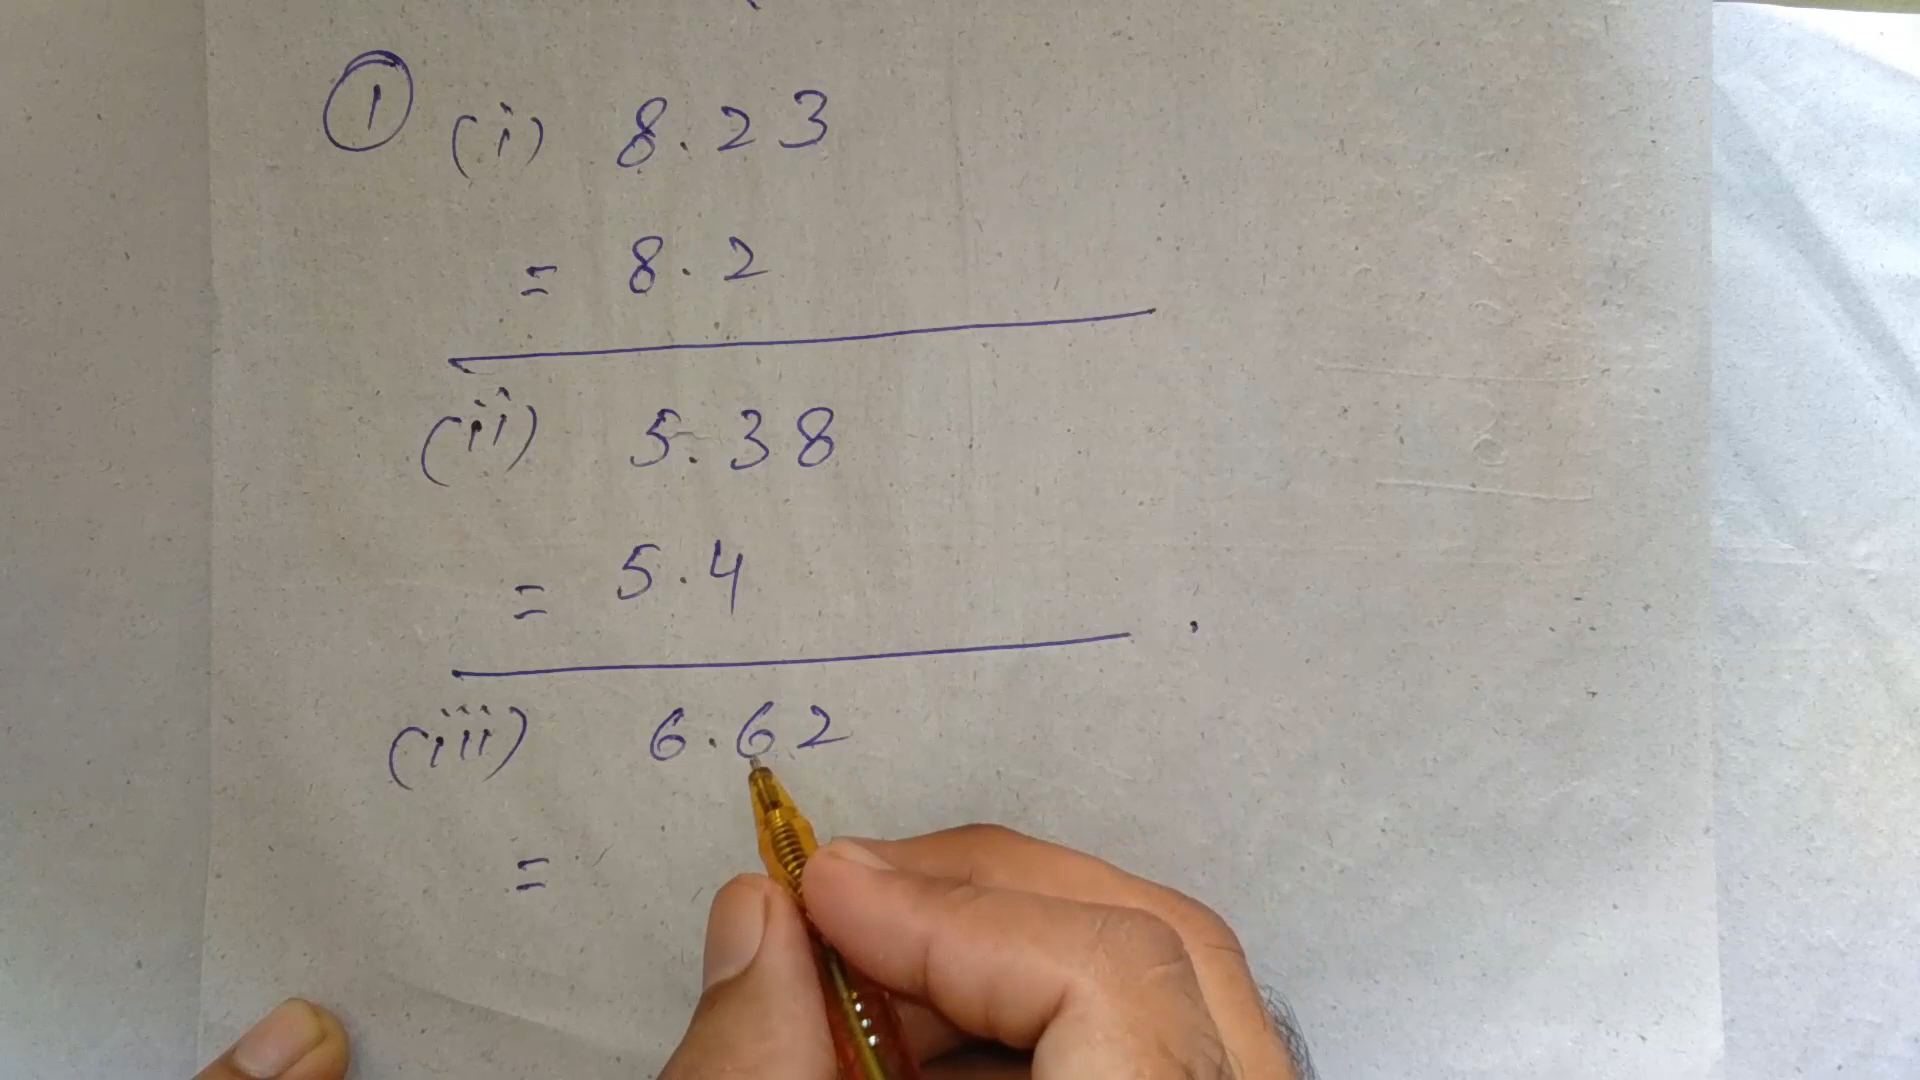 ① (i) 8.23
= 8.2
(ii) 5.38
= 5.4
(iii) 6.62
=